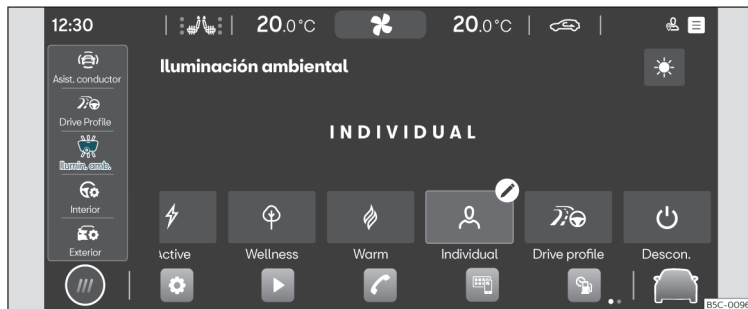 12:30
20.0°C
20.0°C
Asist. conductor
Drive Profile
Ilumin. amb.
Interior
Exterior
Iluminación ambiental
INDIVIDUAL
Active
Wellness
Warm
Individual
Drive profile
Descon.
B5C-0096